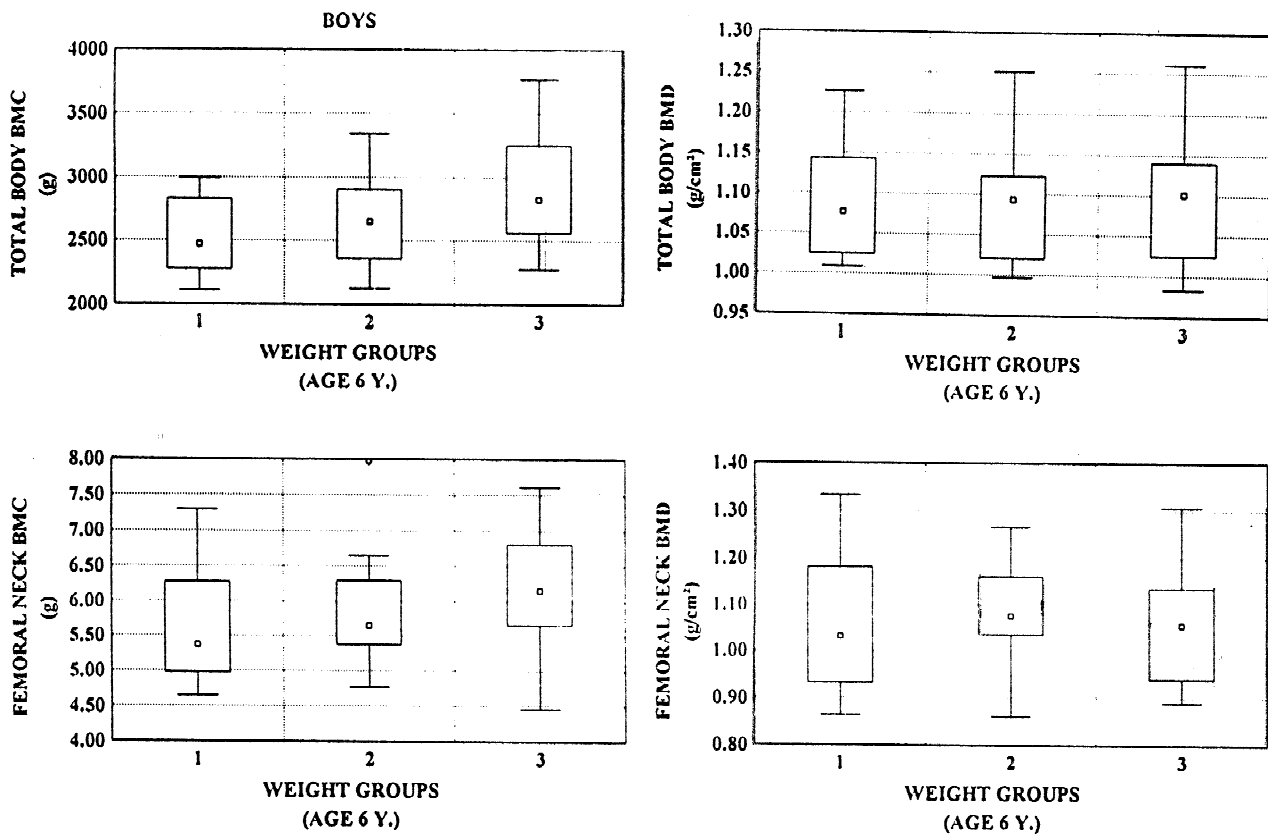 BOYS
TOTAL BODY BMC
(g)
4000
3500
3000
2500
2000
1
2
3
WEIGHT GROUPS
(AGE 6 Y.)
TOTAL BODY BMD
(g/cm²)
1.30
1.25
1.20
1.15
1.10
1.05
1.00
0.95
1
2
3
WEIGHT GROUPS
(AGE 6 Y.)
FEMORAL NECK BMC
(g)
8.00
7.50
7.00
6.50
6.00
5.50
5.00
4.50
4.00
1
2
3
WEIGHT GROUPS
(AGE 6 Y.)
FEMORAL NECK BMD
(g/cm²)
1.40
1.30
1.20
1.10
1.00
0.90
0.80
1
2
3
WEIGHT GROUPS
(AGE 6 Y.)